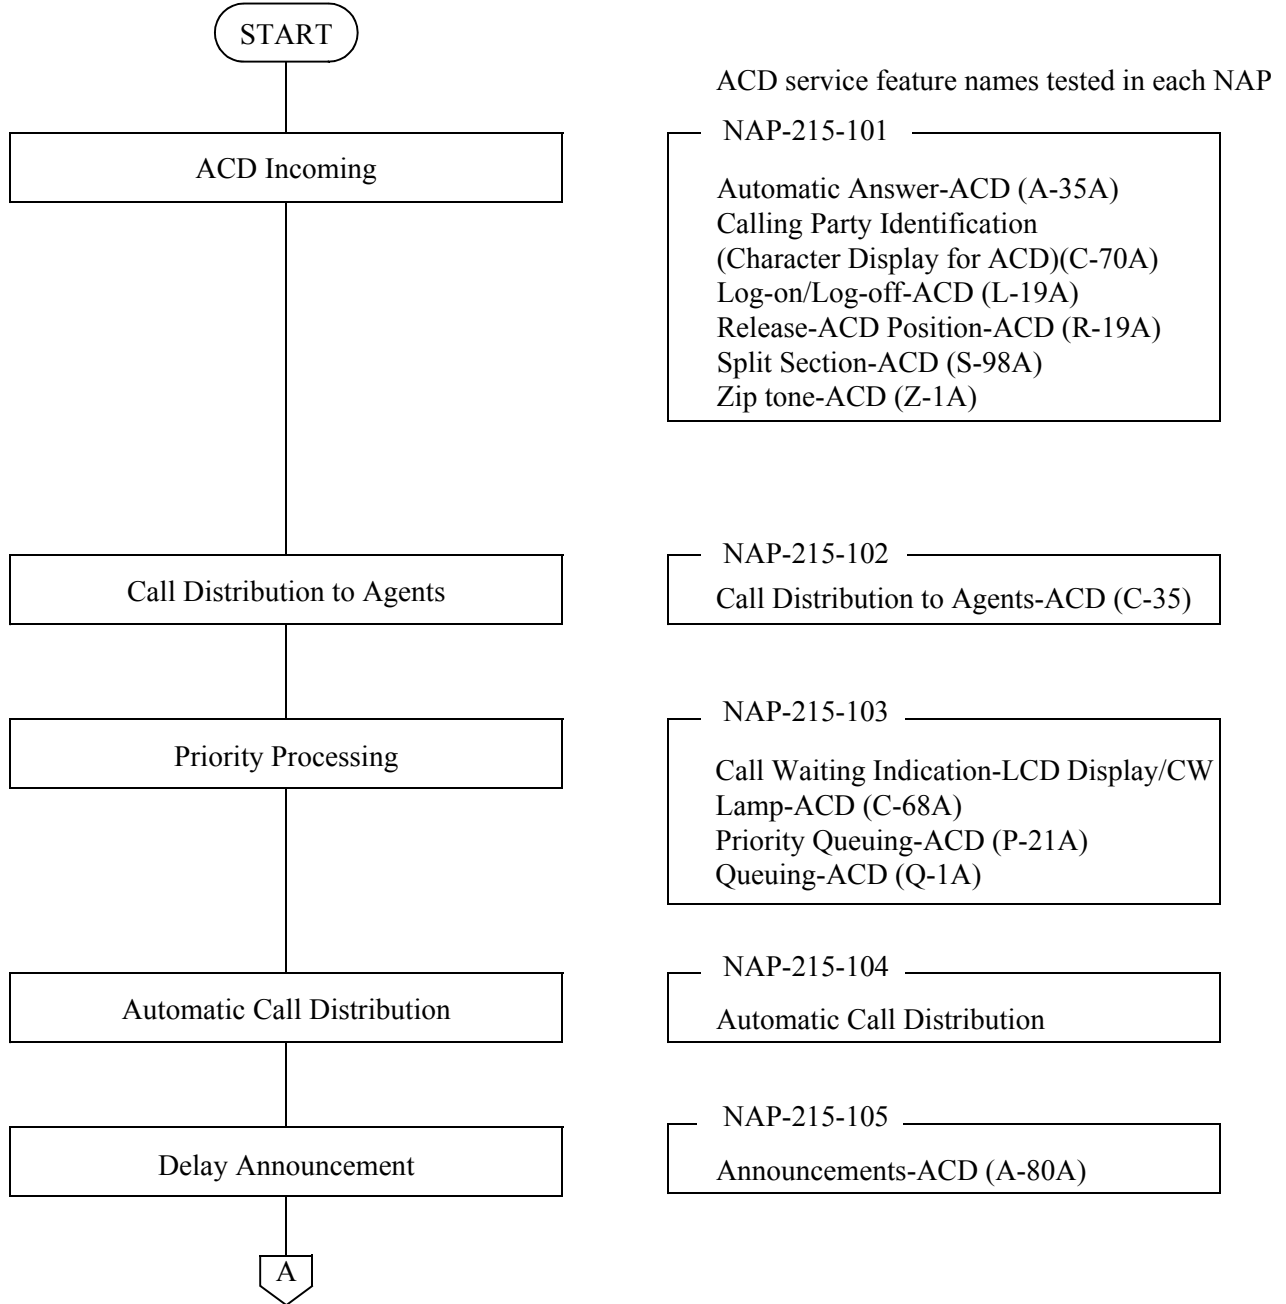 START
ACD service feature names tested in each NAP
ACD Incoming
NAP-215-101
Automatic Answer-ACD (A-35A)
Calling Party Identification
(Character Display for ACD)(C-70A)
Log-on/Log-off-ACD (L-19A)
Release-ACD Position-ACD (R-19A)
Split Section-ACD (S-98A)
Zip tone-ACD (Z-1A)
Call Distribution to Agents
NAP-215-102
Call Distribution to Agents-ACD (C-35)
Priority Processing
NAP-215-103
Call Waiting Indication-LCD Display/CW
Lamp-ACD (C-68A)
Priority Queuing-ACD (P-21A)
Queuing-ACD (Q-1A)
Automatic Call Distribution
NAP-215-104
Automatic Call Distribution
Delay Announcement
NAP-215-105
Announcements-ACD (A-80A)
A